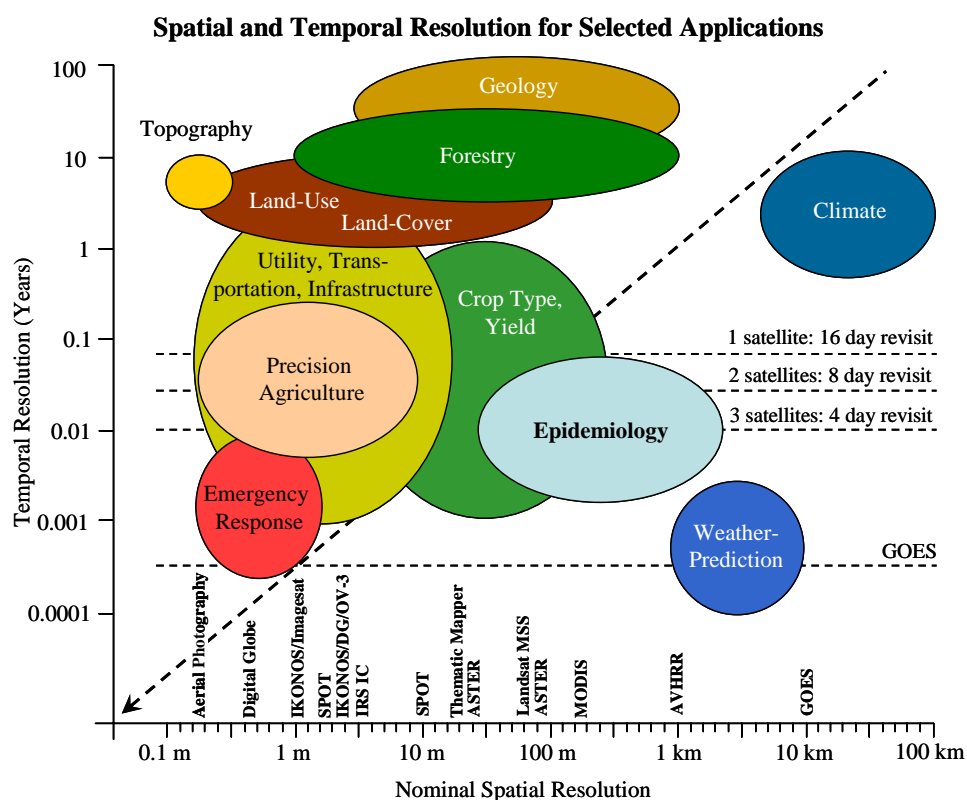 Spatial and Temporal Resolution for Selected Applications
Temporal Resolution (Years)
100
10
1
0.1
0.01
0.001
0.0001
Geology
Topography
Forestry
Land-Use
Land-Cover
Climate
Utility, Trans-
portation, Infrastructure
Crop Type,
Yield
1 satellite: 16 day revisit
Precision
Agriculture
2 satellites: 8 day revisit
3 satellites: 4 day revisit
Epidemiology
Emergency
Response
Weather-
Prediction
GOES
Aerial Photography
Digital Globe
IKONOS/Imagesat
SPOT
IKONOS/DG/OV-3
IRS IC
SPOT
Thematic Mapper
ASTER
Landsat MSS
ASTER
MODIS
AVHRR
GOES
0.1 m
1 m
10 m
100 m
1 km
10 km
100 km
Nominal Spatial Resolution